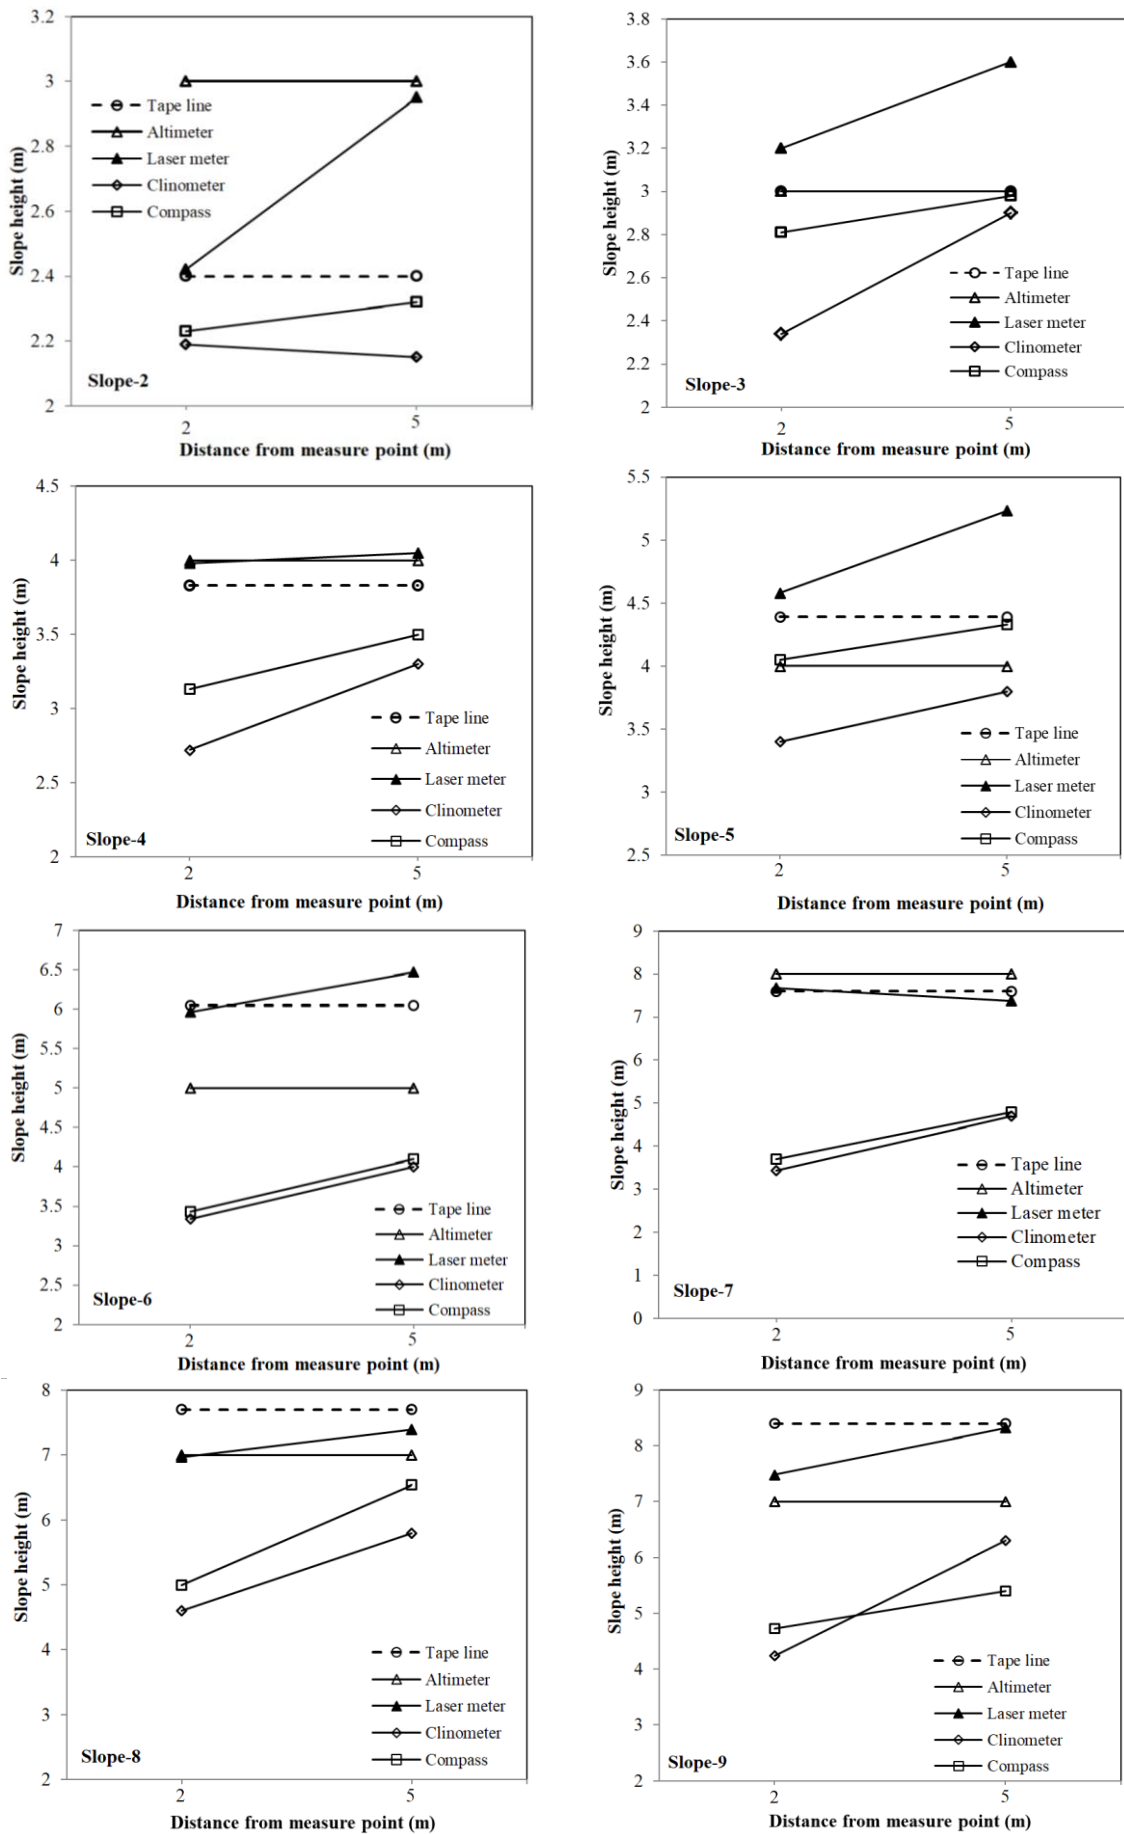 3.2
3
2.8
2.6
2.4
2.2
2
Slope height (m)
Tape line
Altimeter
Laser meter
Clinometer
Compass
Slope-2
2
5
Distance from measure point (m)
3.8
3.6
3.4
3.2
3
2.8
2.6
2.4
2.2
2
Slope height (m)
Tape line
Altimeter
Laser meter
Clinometer
Compass
Slope-3
2
5
Distance from measure point (m)
4.5
4
3.5
3
2.5
2
Slope height (m)
Tape line
Altimeter
Laser meter
Clinometer
Compass
Slope-4
2
5
Distance from measure point (m)
5.5
5
4.5
4
3.5
3
2.5
Slope height (m)
Tape line
Altimeter
Laser meter
Clinometer
Compass
Slope-5
2
5
Distance from measure point (m)
7
6.5
6
5.5
5
4.5
4
3.5
3
2.5
2
Slope height (m)
Tape line
Altimeter
Laser meter
Clinometer
Compass
Slope-6
2
5
Distance from measure point (m)
9
8
7
6
5
4
3
2
1
0
Slope height (m)
Tape line
Altimeter
Laser meter
Clinometer
Compass
Slope-7
2
5
Distance from measure point (m)
8
7
6
5
4
3
2
Slope height (m)
Tape line
Altimeter
Laser meter
Clinometer
Compass
Slope-8
2
5
Distance from measure point (m)
9
8
7
6
5
4
3
2
Slope height (m)
Tape line
Altimeter
Laser meter
Clinometer
Compass
Slope-9
2
5
Distance from measure point (m)